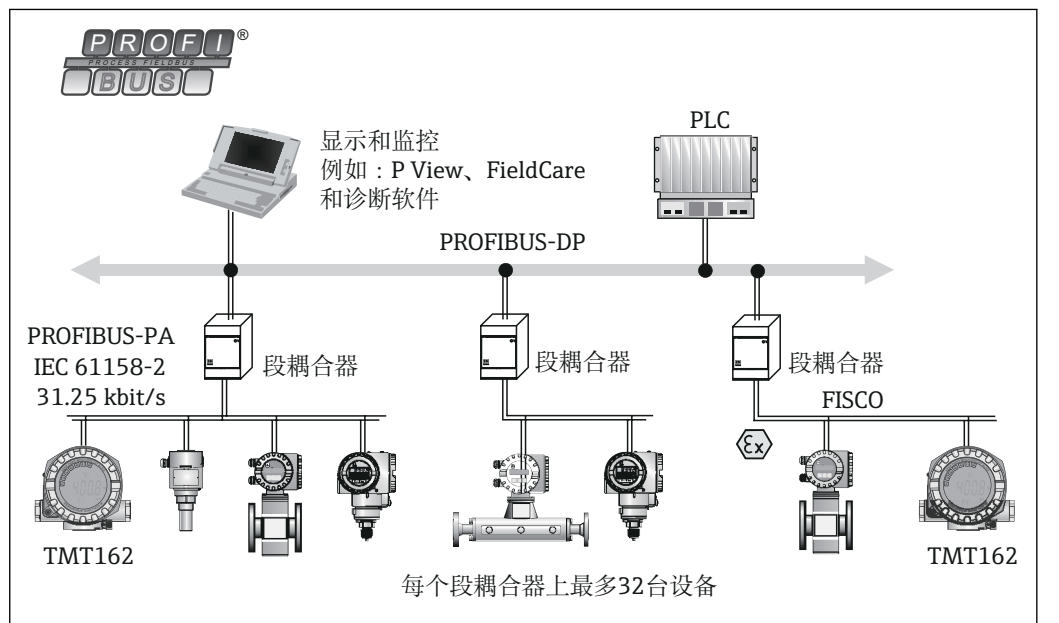 PROFI®
PROCESS FIELDBUS
BUS
显示和监控
例如：P View、FieldCare
和诊断软件
PLC
PROFIBUS-DP
PROFIBUS-PA
IEC 61158-2
31.25 kbit/s
段耦合器
段耦合器
段耦合器
FISCO
εx
TMT162
TMT162
每个段耦合器上最多32台设备